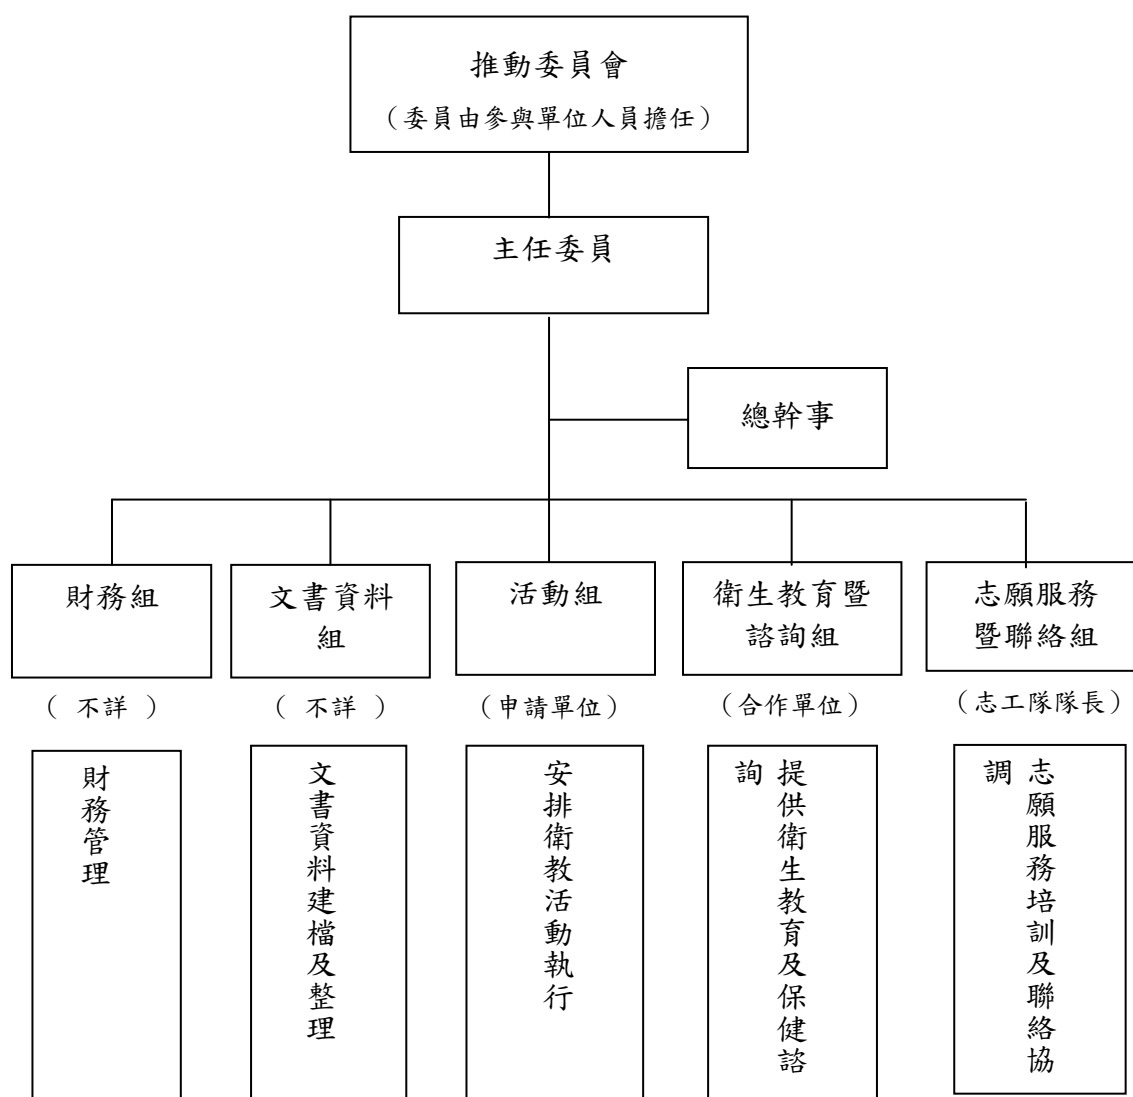 推動委員會
（委員由參與單位人員擔任）
主任委員
總幹事
財務組
文書資料
組
活動組
衛生教育暨
諮詢組
志願服務
暨聯絡組
（ 不詳 ）
（ 不詳 ）
（申請單位）
（合作單位）
（志工隊隊長）
財務管理
文書資料建檔及整理
安排衛教活動執行
提供衛生教育及保健諮
詢
志願服務培訓及聯絡協
調